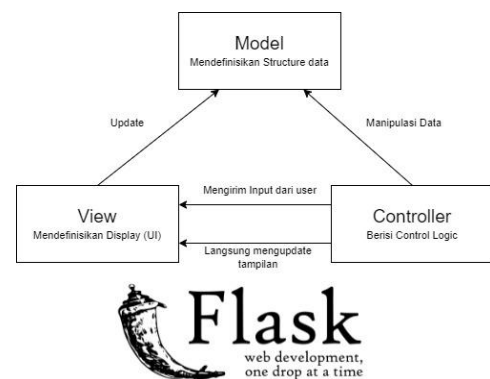 Model
Mendefinisikan Structure data
Update
Manipulasi Data
Mengirim Input dari user
View
Mendefinisikan Display (UI)
Controller
Berisi Control Logic
Langsung mengupdate
tampilan
Flask
web development,
one drop at a time